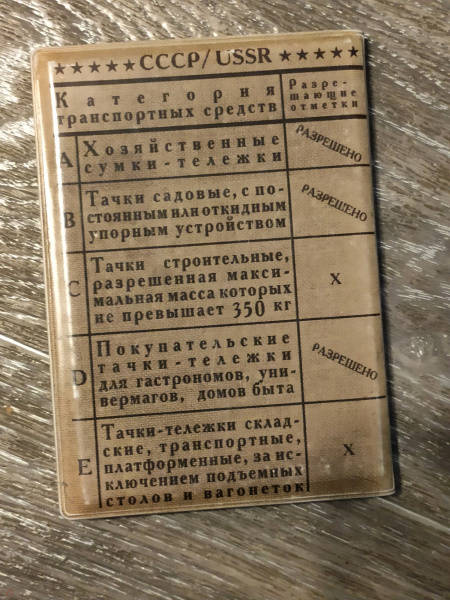 ★★★★★ СССР/USSR ★★★★★
Категория
транспортных средств
Разре-
шающие
отметки
A
Хозяйственные
сумки-тележки
РАЗРЕШЕНО
B
Тачки садовые, с по-
стоянным или откидным
упорным устройством
РАЗРЕШЕНО
C
Тачки строительные,
разрешенная макси-
мальная масса которых
не превышает 350 кг
X
D
Покупательские
тачки-тележки
для гастрономов, уни-
вермагов, домов быта
РАЗРЕШЕНО
E
Тачки-тележки склад-
ские, транспортные,
платформенные, за ис-
ключением подъемных
столов и вагонеток
X